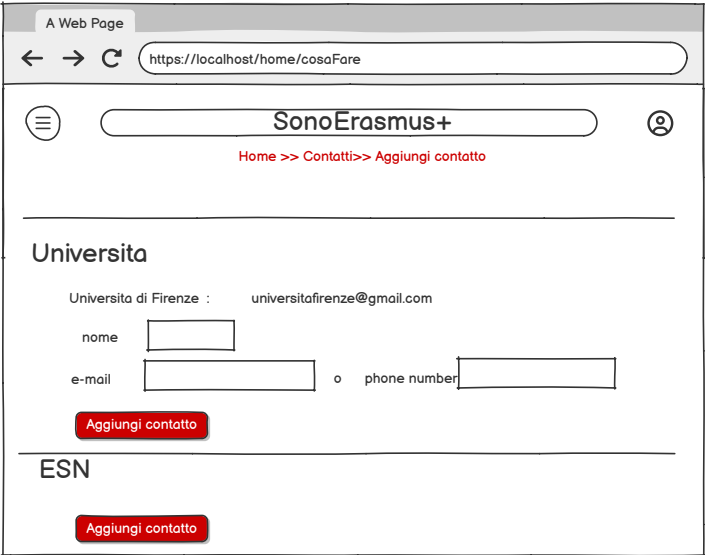 A Web Page
https://localhost/home/cosaFare
SonoErasmus+
Home >> Contatti>> Aggiungi contatto
Universita
Universita di Firenze : universitafirenze@gmail.com
nome
e-mail o phone number
Aggiungi contatto
ESN
Aggiungi contatto